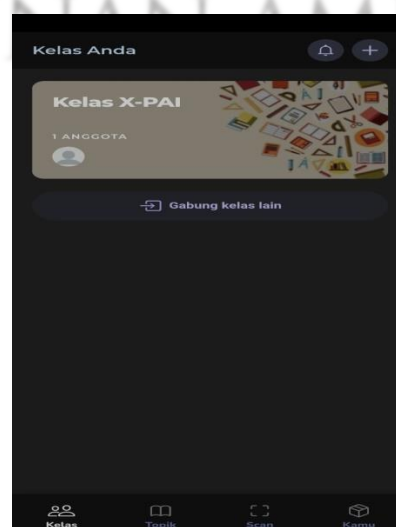 Kelas Anda
Kelas X-PAI
1 ANGGOTA
Gabung kelas lain
Kelas
Topik
Scan
Kamu